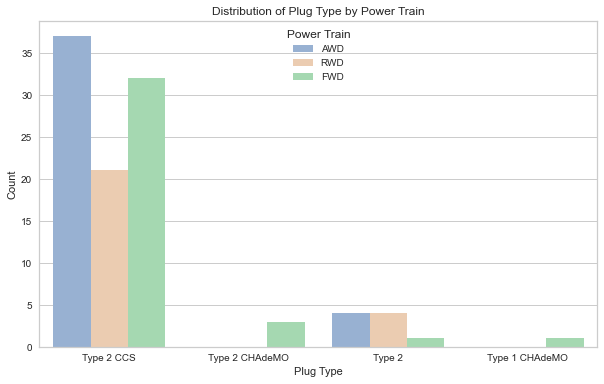 Distribution of Plug Type by Power Train
Power Train
AWD
RWD
FWD
Count
35
30
25
20
15
10
5
0
Type 2 CCS
Type 2 CHAdeMO
Type 2
Type 1 CHAdeMO
Plug Type